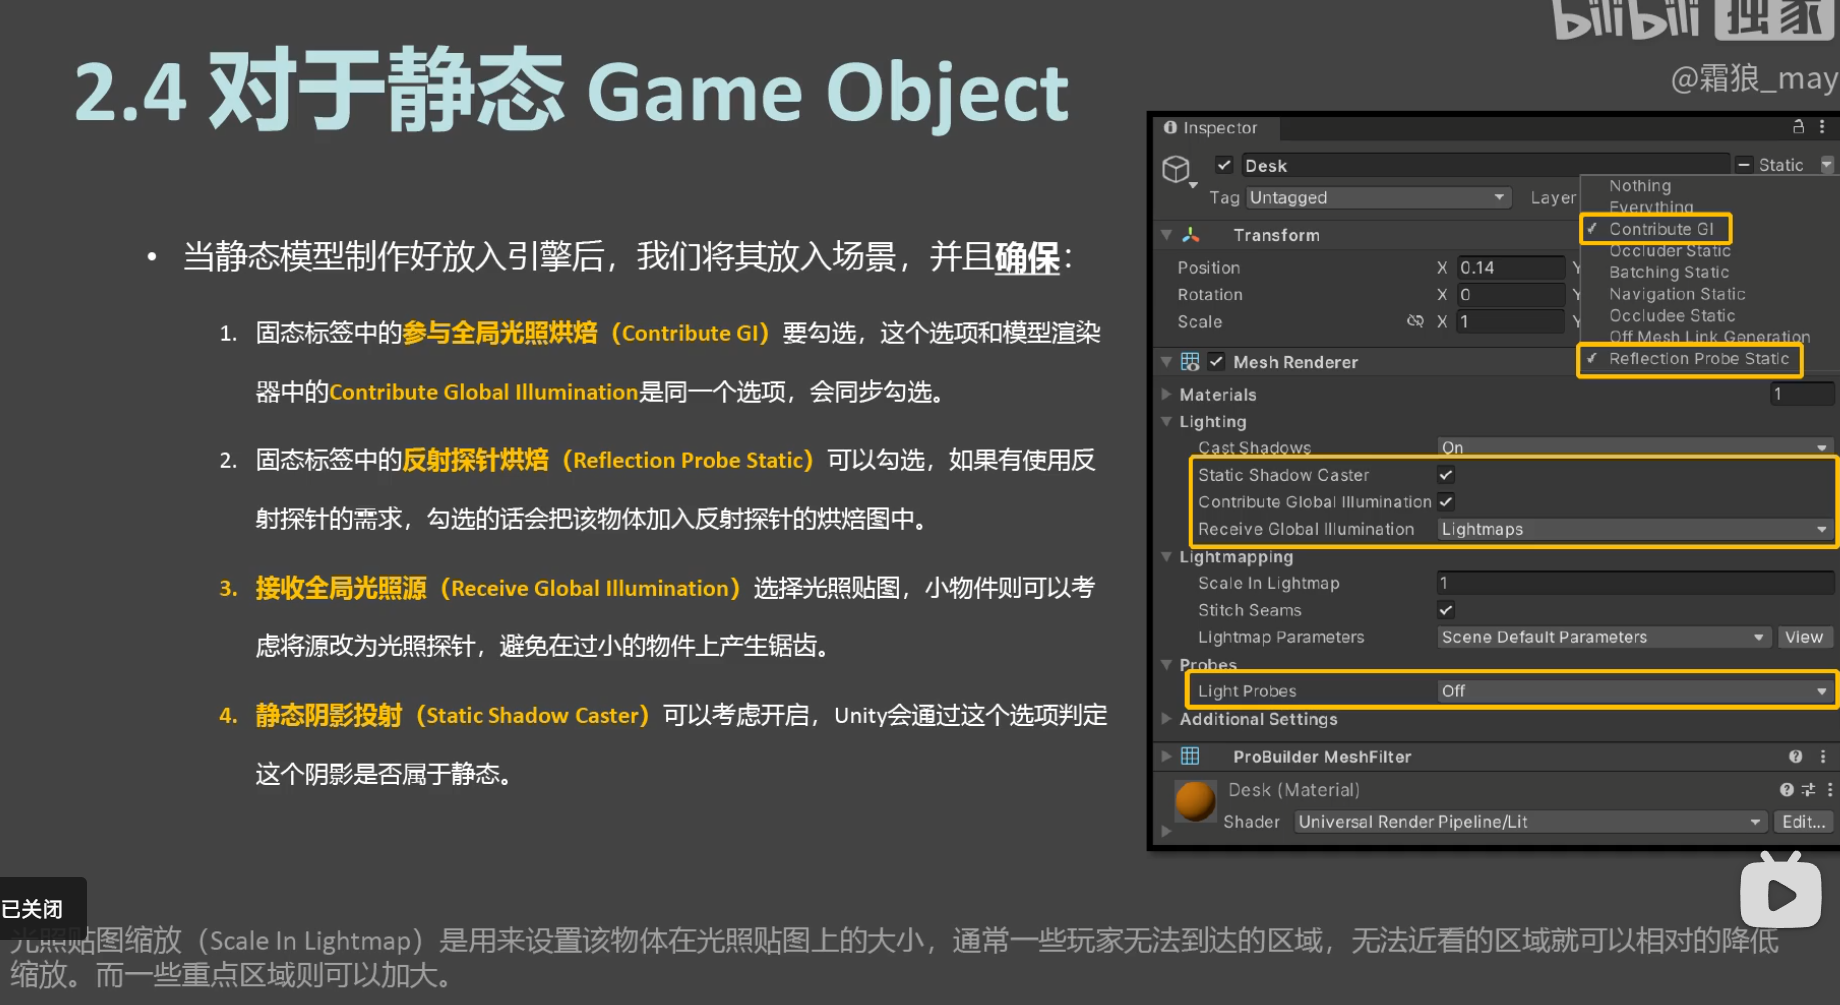 bilibili 独家
@霜狼_may
2.4 对于静态 Game Object
• 当静态模型制作好放入引擎后，我们将其放入场景，并且确保：
1. 固态标签中的参与全局光照烘焙（Contribute GI）要勾选，这个选项和模型渲染
器中的Contribute Global Illumination是同一个选项，会同步勾选。
2. 固态标签中的反射探针烘焙（Reflection Probe Static）可以勾选，如果有使用反
射探针的需求，勾选的话会把该物体加入反射探针的烘焙图中。
3. 接收全局光照源（Receive Global Illumination）选择光照贴图，小物件则可以考
虑将源改为光照探针，避免在过小的物件上产生锯齿。
4. 静态阴影投射（Static Shadow Caster）可以考虑开启，Unity会通过这个选项判定
这个阴影是否属于静态。
Inspector
Desk Static
Tag Untagged Layer
Nothing
Everything
Contribute GI
Occluder Static
Batching Static
Navigation Static
Occludee Static
Off Mesh Link Generation
Reflection Probe Static
Transform
Position X 0.14 Y
Rotation X 0 Y
Scale X 1 Y
Mesh Renderer
Materials 1
Lighting
Cast Shadows On
Static Shadow Caster
Contribute Global Illumination
Receive Global Illumination Lightmaps
Lightmapping
Scale In Lightmap 1
Stitch Seams
Lightmap Parameters Scene Default Parameters View
Probes
Light Probes Off
Additional Settings
ProBuilder MeshFilter
Desk (Material)
Shader Universal Render Pipeline/Lit Edit...
已关闭
光照贴图缩放（Scale In Lightmap）是用来设置该物体在光照贴图上的大小，通常一些玩家无法到达的区域，无法近看的区域就可以相对的降低
缩放。而一些重点区域则可以加大。